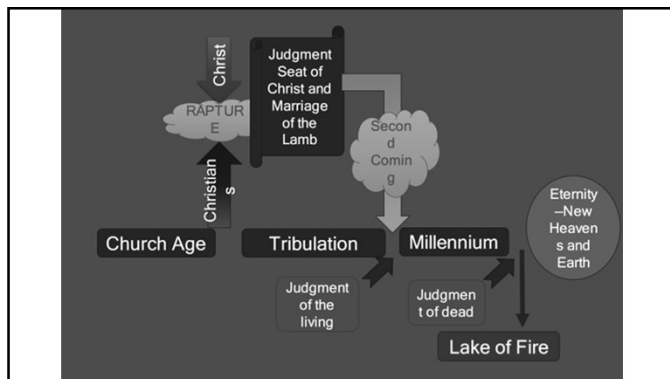 Christ
Judgment
Seat of
Christ and
Marriage
of the
Lamb
RAPTUR
E
Secon
d
Comin
g
Christian
s
Eternity
–New
Heaven
s and
Earth
Church Age
Tribulation
Millennium
Judgment
of the
living
Judgmen
t of dead
Lake of Fire